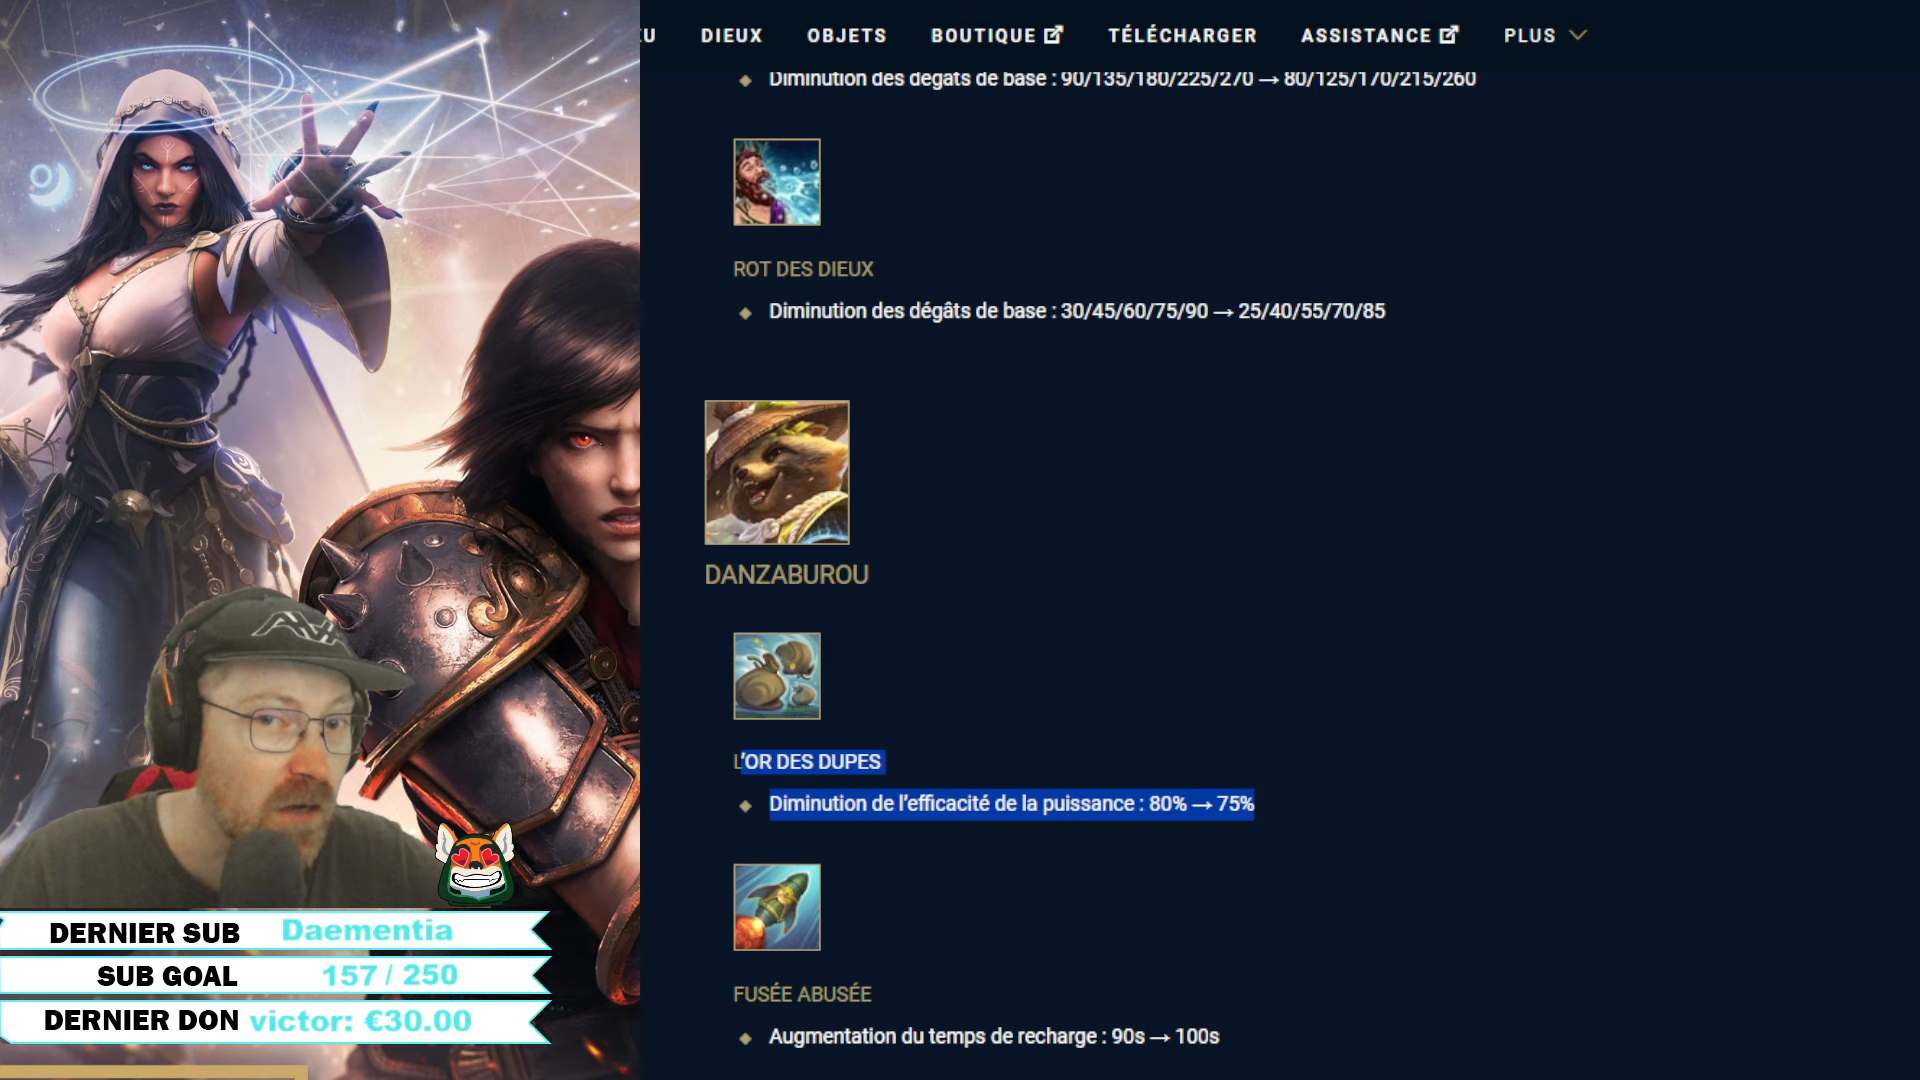 DIEUX OBJETS BOUTIQUE TÉLÉCHARGER ASSISTANCE PLUS
Diminution des dégâts de base : 90/135/180/225/270 → 80/125/170/215/260
ROT DES DIEUX
Diminution des dégâts de base : 30/45/60/75/90 → 25/40/55/70/85
DANZABUROU
L'OR DES DUPES
Diminution de l'efficacité de la puissance : 80% → 75%
FUSÉE ABUSÉE
Augmentation du temps de recharge : 90s → 100s
DERNIER SUB Daementia
SUB GOAL 157 / 250
DERNIER DON victor: €30.00